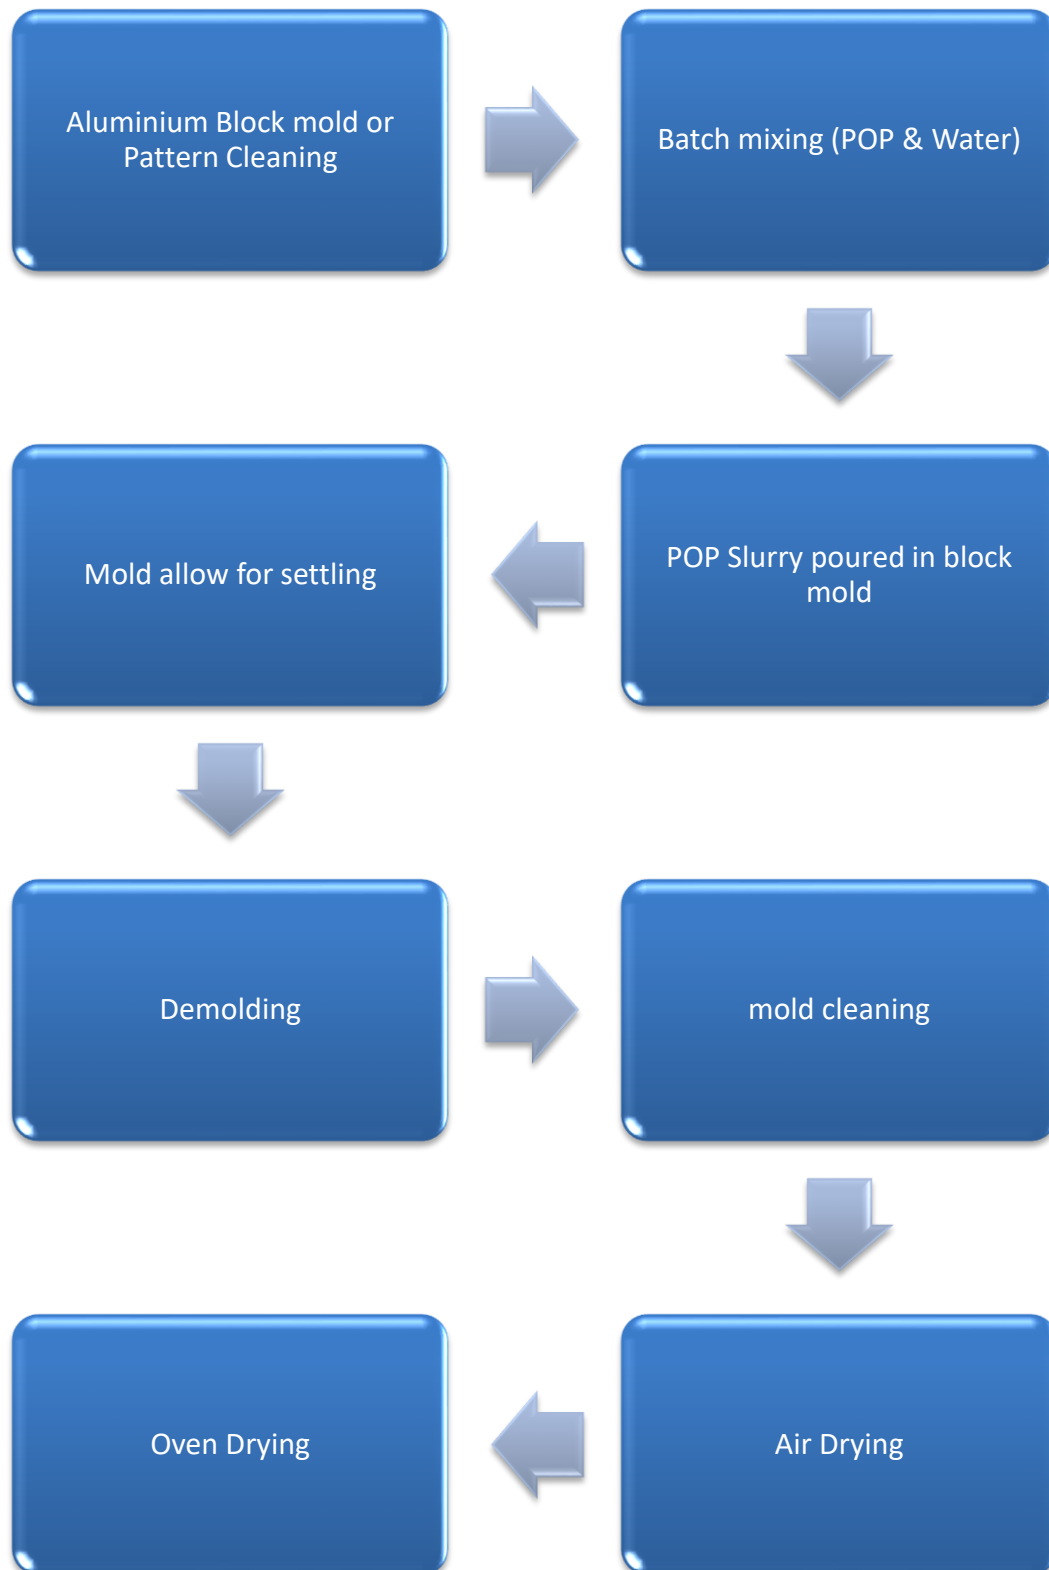 Aluminium Block mold or
Pattern Cleaning
Batch mixing (POP & Water)
POP Slurry poured in block
mold
Mold allow for settling
Demolding
mold cleaning
Air Drying
Oven Drying